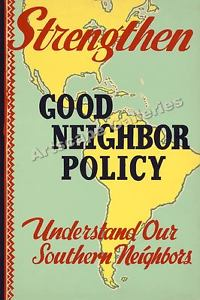 Strengthen
GOOD
NEIGHBOR
POLICY
Understand Our
Southern Neighbors